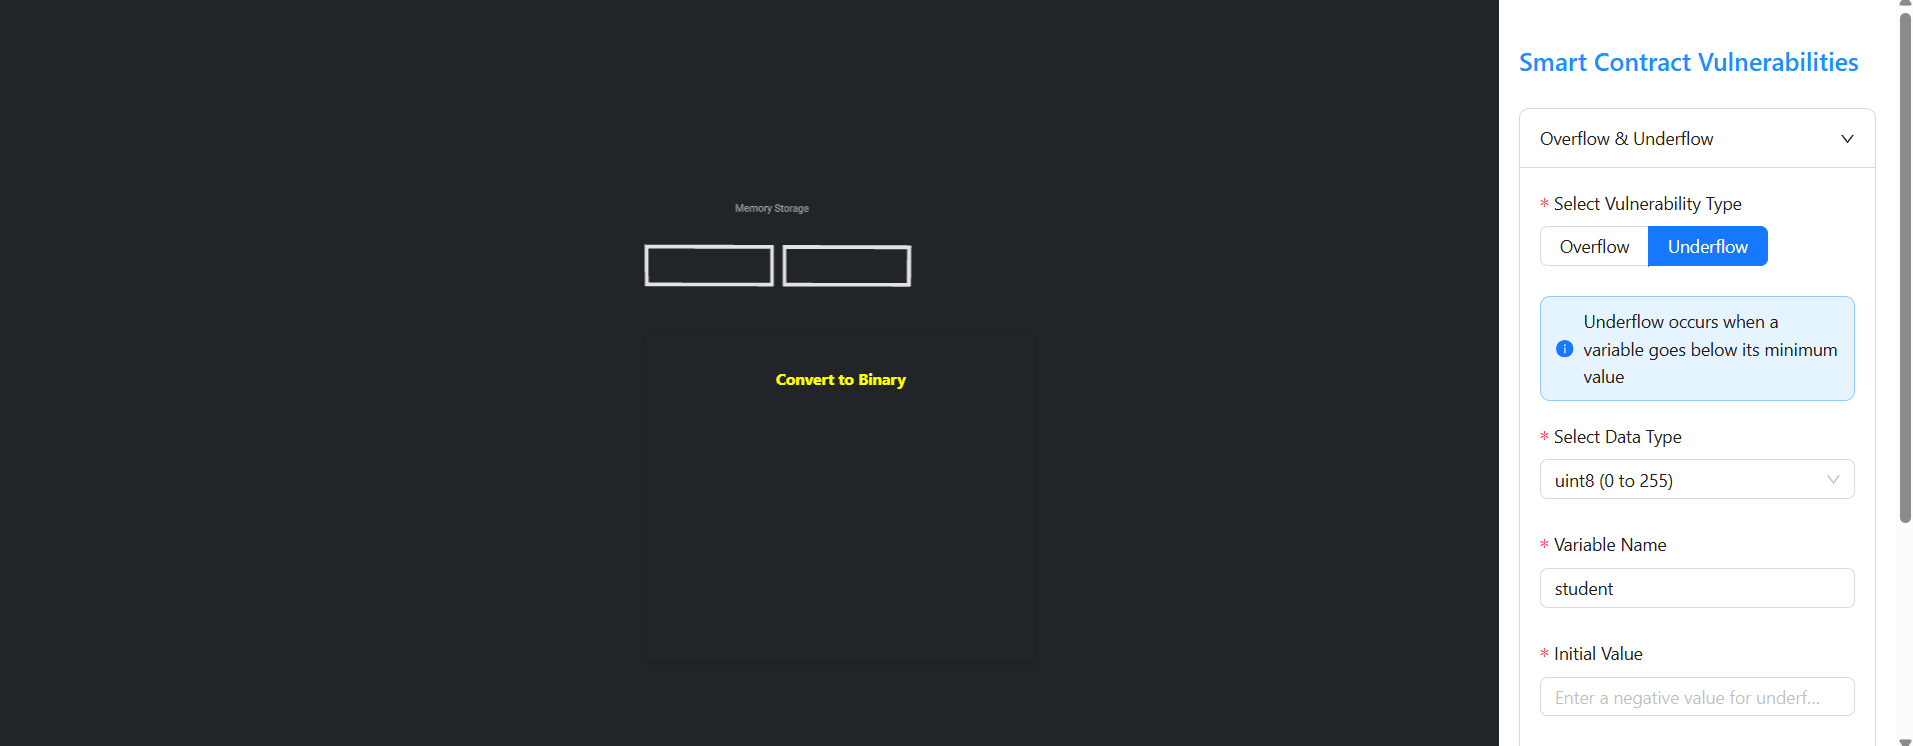 Memory Storage
Convert to Binary
Smart Contract Vulnerabilities
Overflow & Underflow
* Select Vulnerability Type
Overflow Underflow
Underflow occurs when a
variable goes below its minimum
value
* Select Data Type
uint8 (0 to 255)
* Variable Name
student
* Initial Value
Enter a negative value for underf...